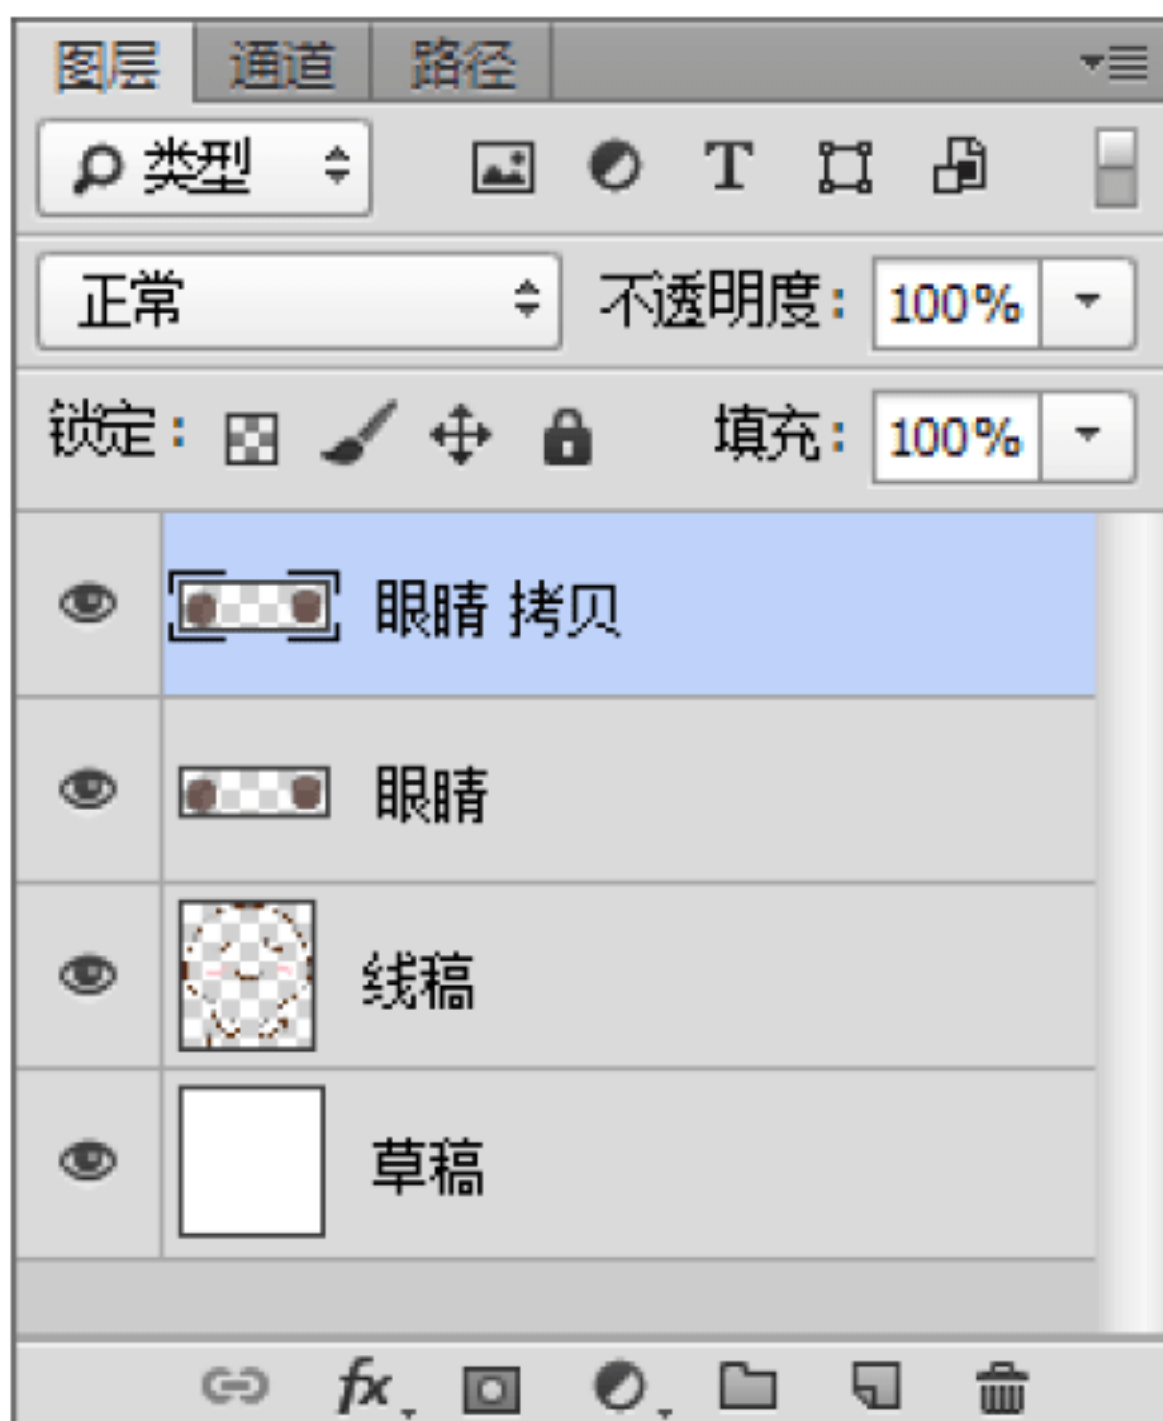 图层 通道 路径
类型 T
正常 不透明度: 100%
锁定: 填充: 100%
眼睛 拷贝
眼睛
线稿
草稿
fx